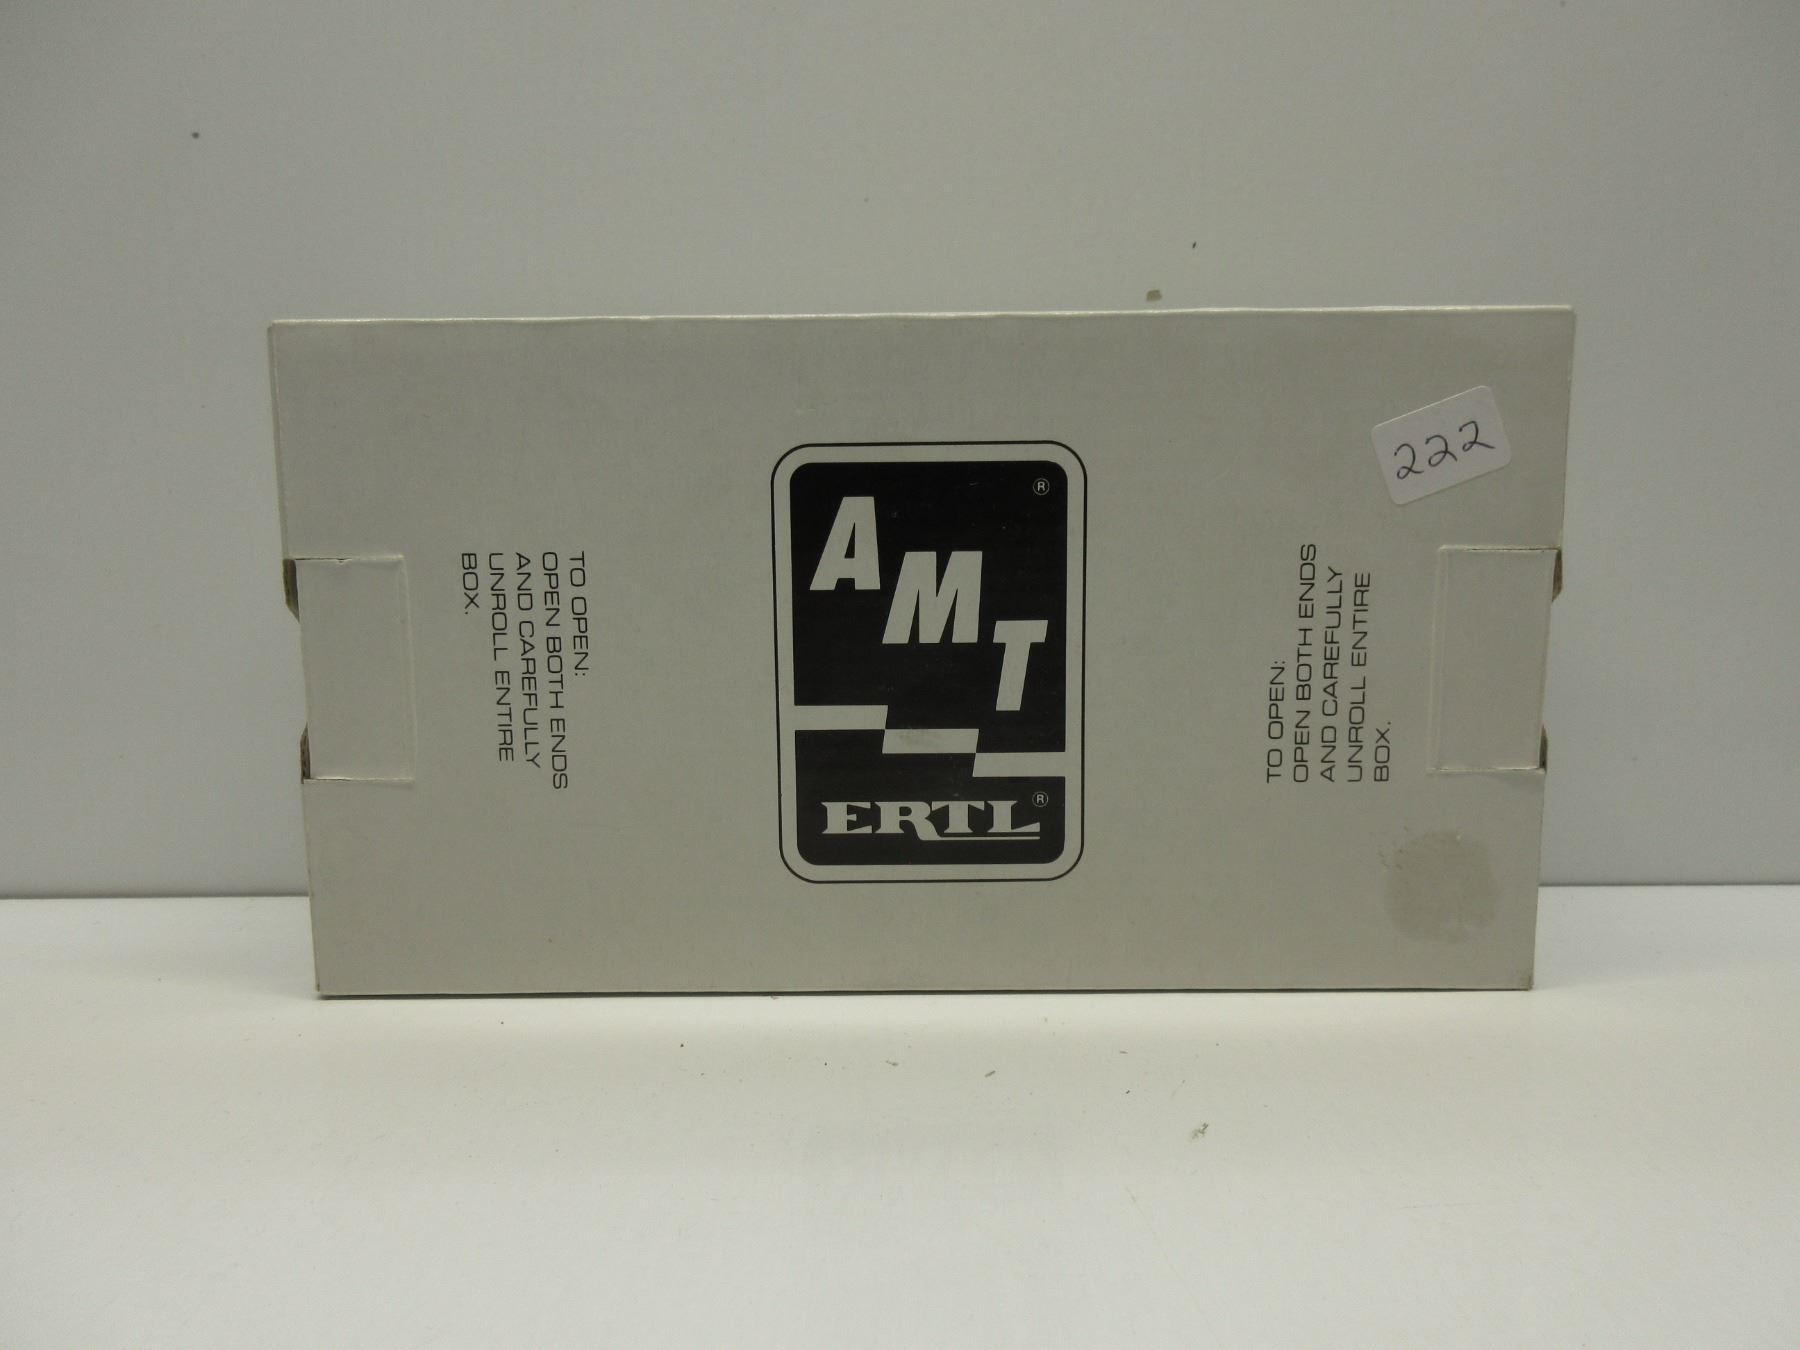 222
A
M
T
®
ERTL®
TO OPEN:
OPEN BOTH ENDS
AND CAREFULLY
UNROLL ENTIRE
BOX.
TO OPEN:
OPEN BOTH ENDS
AND CAREFULLY
UNROLL ENTIRE
BOX.